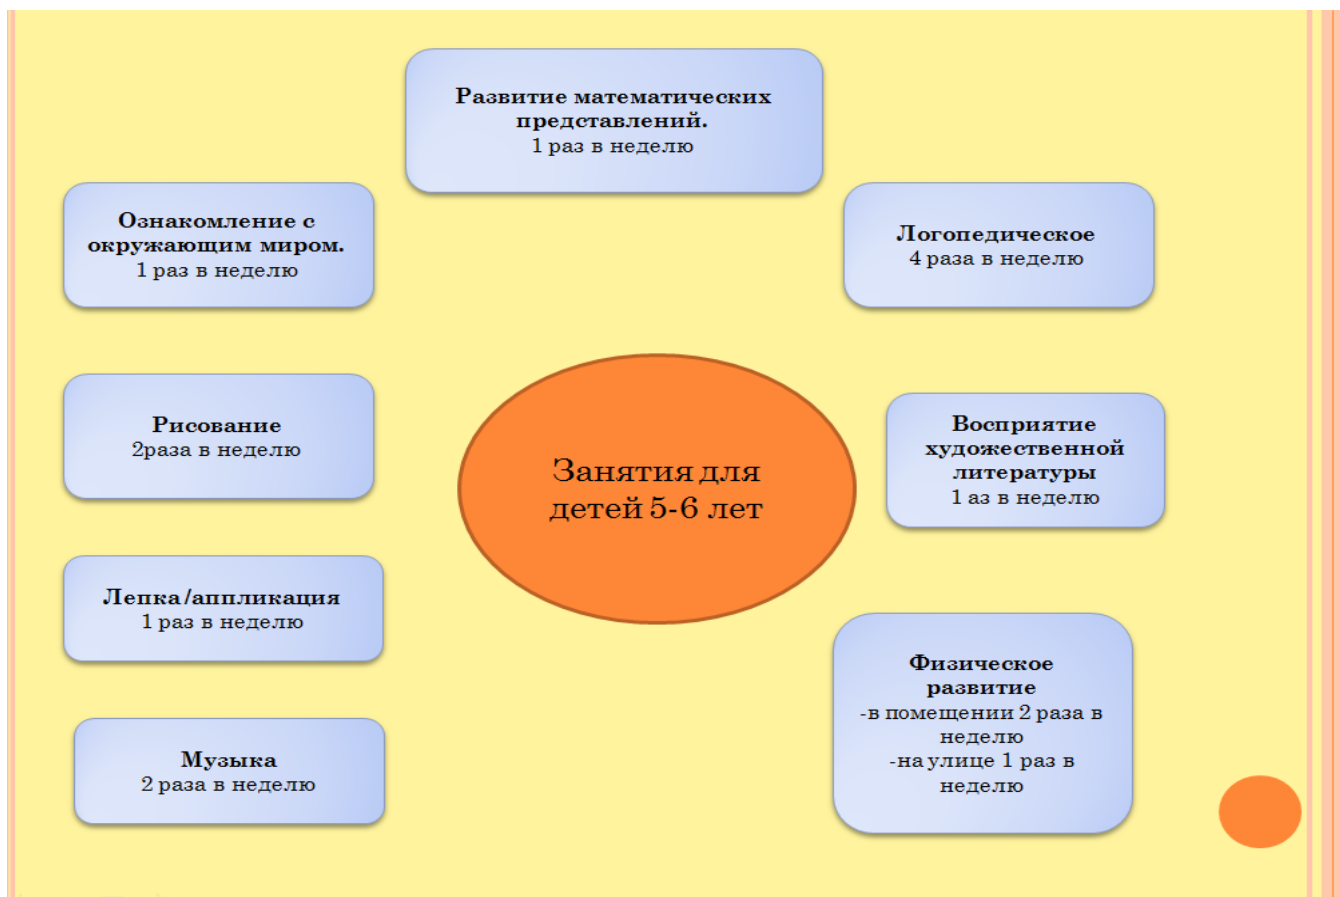 Развитие математических
представлений.
1 раз в неделю
Ознакомление с
окружающим миром.
1 раз в неделю
Логопедическое
4 раза в неделю
Рисование
2раза в неделю
Занятия для
детей 5-6 лет
Восприятие
художественной
литературы
1 аз в неделю
Лепка/аппликация
1 раз в неделю
Физическое
развитие
-в помещении 2 раза в
неделю
-на улице 1 раз в
неделю
Музыка
2 раза в неделю